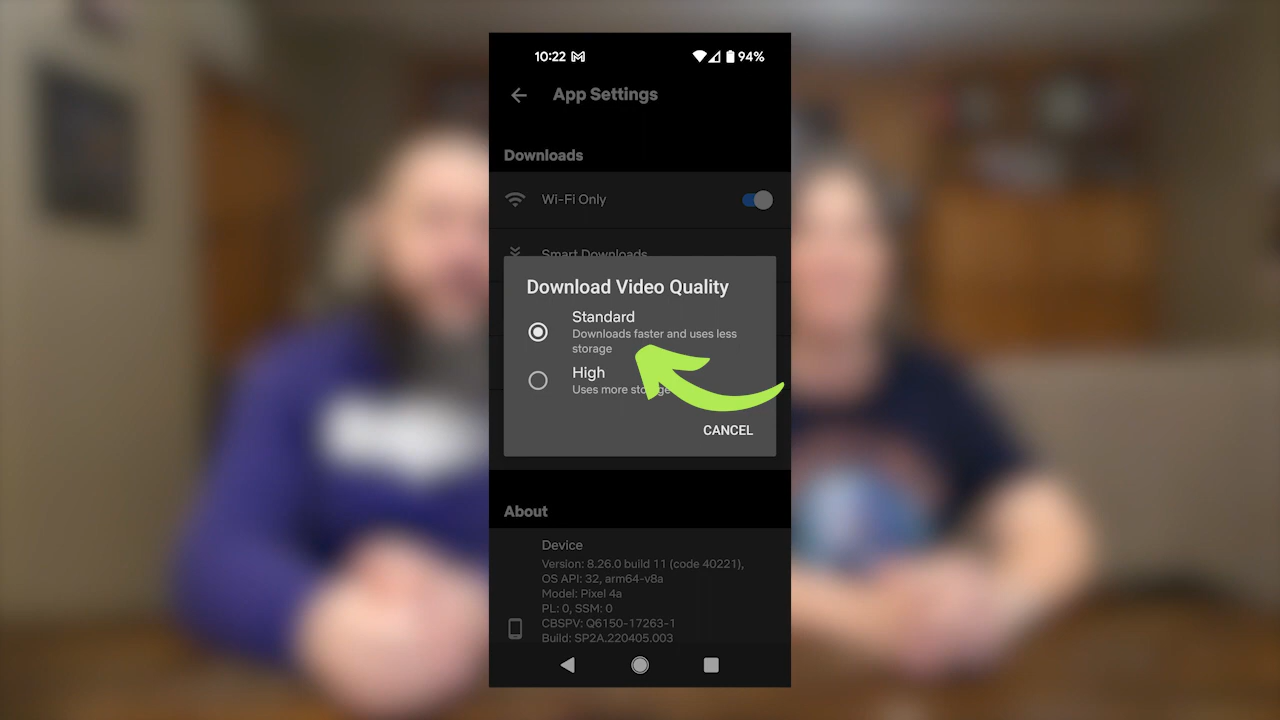 10:22 94%
App Settings
Downloads
Wi-Fi Only
Smart Downloads
Download Video Quality
Standard
Downloads faster and uses less
storage
High
Uses more storage
CANCEL
About
Device
Version: 8.26.0 build 11 (code 40221),
OS API: 32, arm64-v8a
Model: Pixel 4a
PL: 0, SSM: 0
CBSPV: Q6150-17263-1
Build: SP2A.220405.003